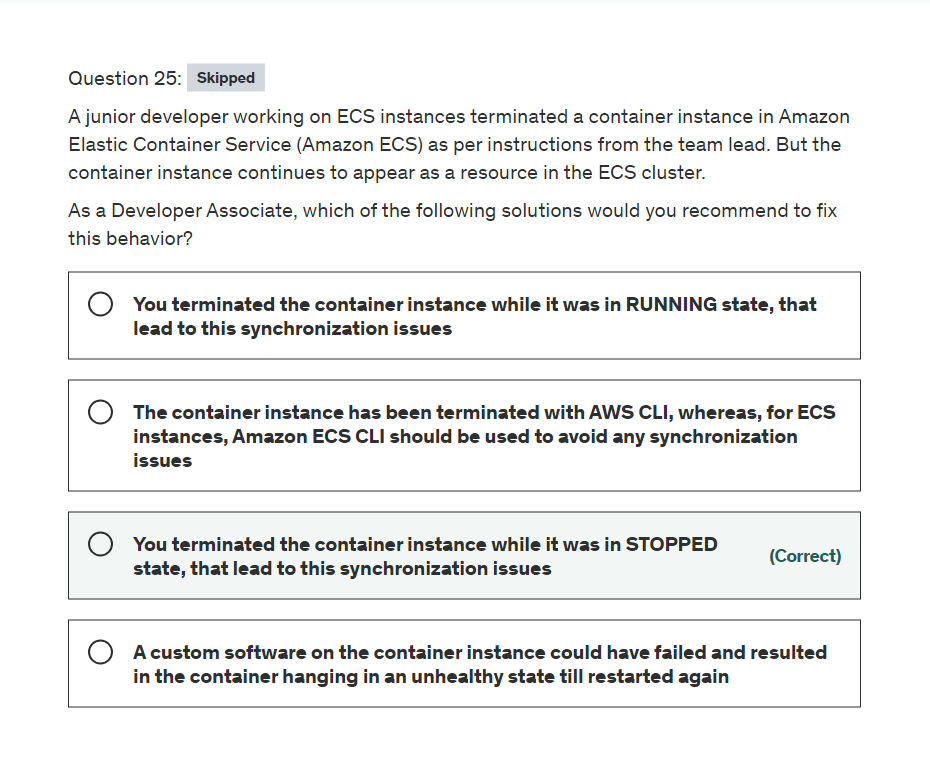 Question 25: Skipped
A junior developer working on ECS instances terminated a container instance in Amazon
Elastic Container Service (Amazon ECS) as per instructions from the team lead. But the
container instance continues to appear as a resource in the ECS cluster.
As a Developer Associate, which of the following solutions would you recommend to fix
this behavior?
You terminated the container instance while it was in RUNNING state, that
lead to this synchronization issues
The container instance has been terminated with AWS CLI, whereas, for ECS
instances, Amazon ECS CLI should be used to avoid any synchronization
issues
You terminated the container instance while it was in STOPPED
state, that lead to this synchronization issues
(Correct)
A custom software on the container instance could have failed and resulted
in the container hanging in an unhealthy state till restarted again